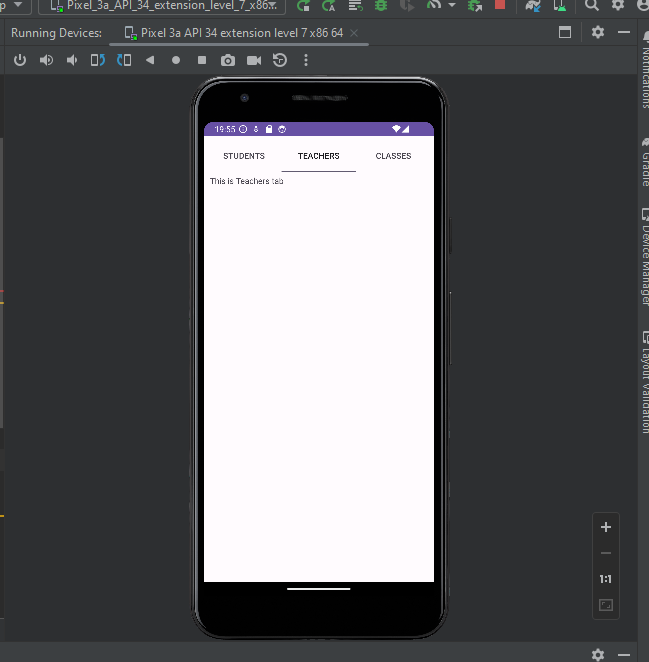 Pixel_3a_API_34_extension_level_7_x86
Running Devices:
Pixel 3a API 34 extension level 7 x86 64
19:55
STUDENTS
TEACHERS
CLASSES
This is Teachers tab
Notifications
Gradle
Device Manager
Layout Validation
1:1